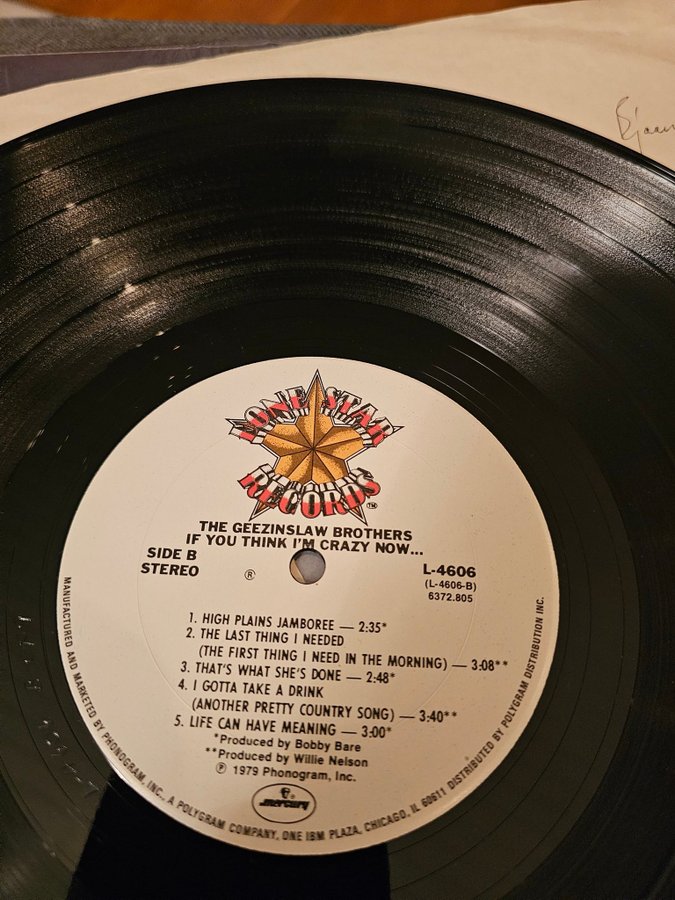 LONE STAR
RECORDS
TM
THE GEEZINSLAW BROTHERS
IF YOU THINK I'M CRAZY NOW...
SIDE B
STEREO
®
L-4606
(L-4606-B)
6372.805
1. HIGH PLAINS JAMBOREE — 2:35*
2. THE LAST THING I NEEDED
(THE FIRST THING I NEED IN THE MORNING) — 3:08**
3. THAT'S WHAT SHE'S DONE — 2:48*
4. I GOTTA TAKE A DRINK
(ANOTHER PRETTY COUNTRY SONG) — 3:40**
5. LIFE CAN HAVE MEANING — 3:00*
*Produced by Bobby Bare
**Produced by Willie Nelson
℗ 1979 Phonogram, Inc.
mercury
MANUFACTURED AND MARKETED BY PHONOGRAM, INC., A POLYGRAM COMPANY, ONE IBM PLAZA, CHICAGO, IL 60611 DISTRIBUTED BY POLYGRAM DISTRIBUTION INC.